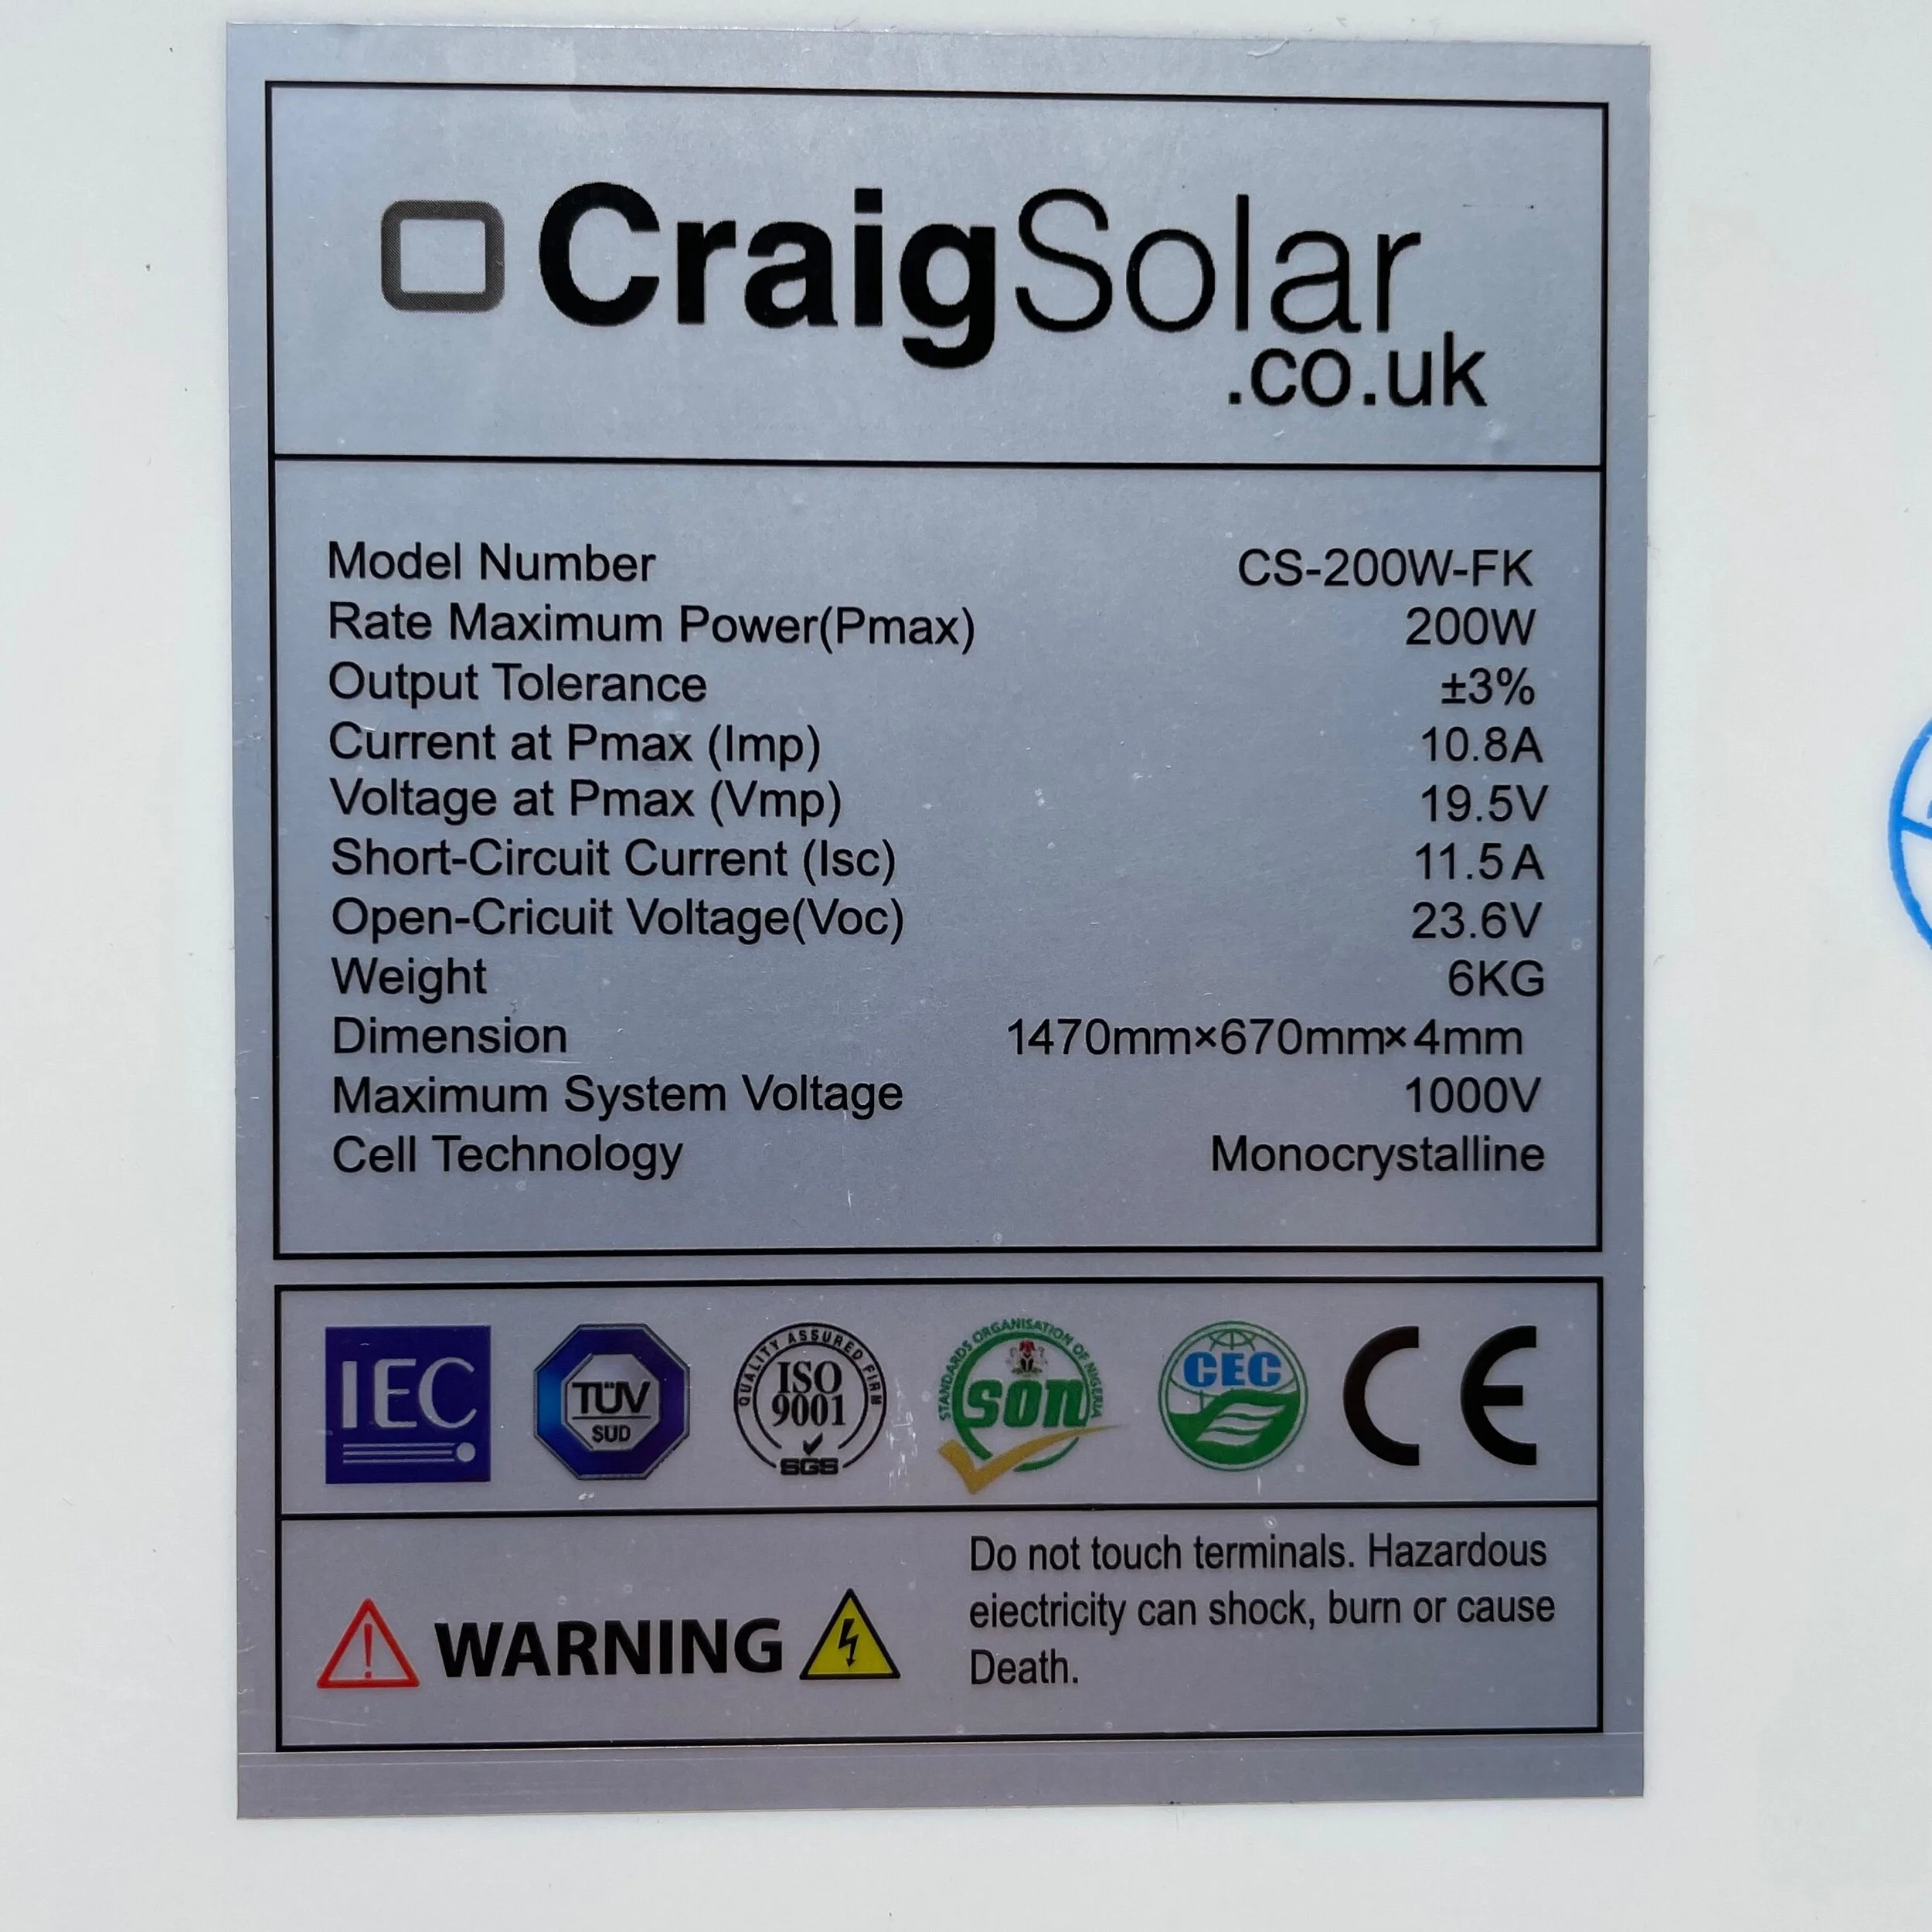 CraigSolar
.co.uk
Model Number CS-200W-FK
Rate Maximum Power(Pmax) 200W
Output Tolerance ±3%
Current at Pmax (Imp) 10.8A
Voltage at Pmax (Vmp) 19.5V
Short-Circuit Current (Isc) 11.5A
Open-Cricuit Voltage(Voc) 23.6V
Weight 6KG
Dimension 1470mm×670mm×4mm
Maximum System Voltage 1000V
Cell Technology Monocrystalline
IEC
TÜV
SUD
QUALITY ASSURED FIRM
ISO
9001
SGS
STANDARDS ORGANISATION OF NIGERIA
SON
CEC
CE
WARNING
Do not touch terminals. Hazardous
eiectricity can shock, burn or cause
Death.